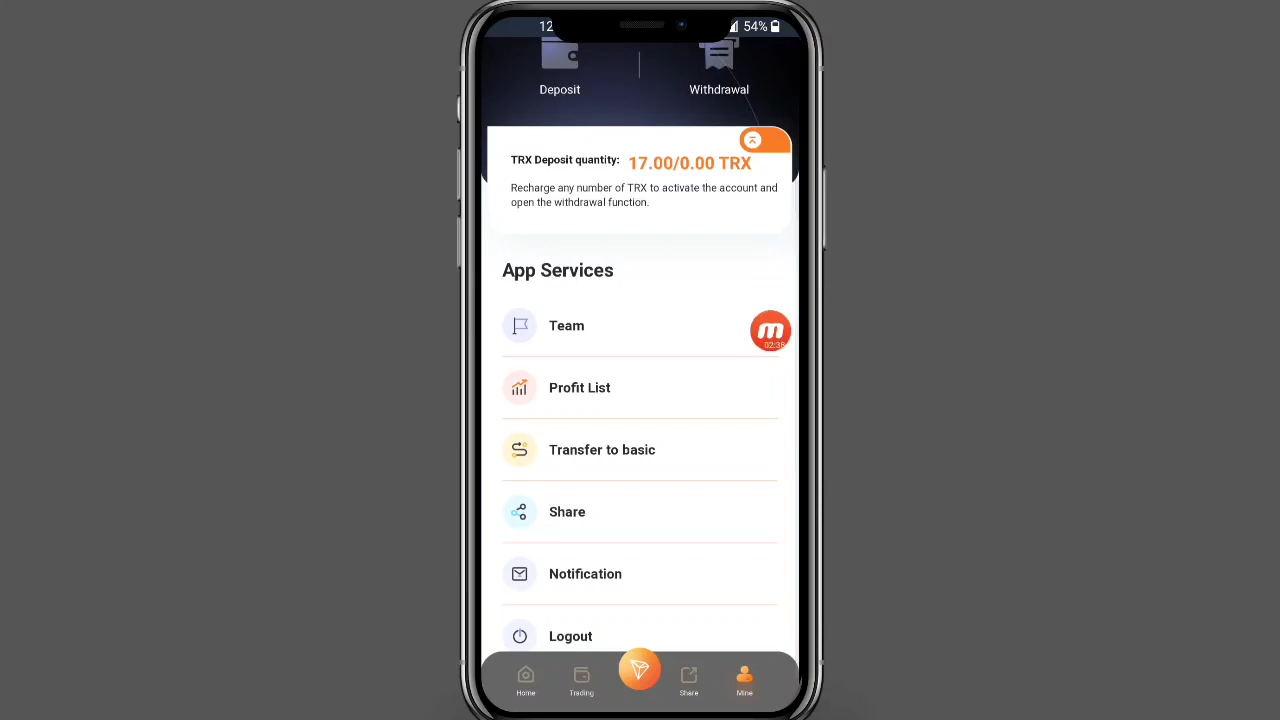 12
54%
Deposit
Withdrawal
TRX Deposit quantity: 17.00/0.00 TRX
Recharge any number of TRX to activate the account and
open the withdrawal function.
App Services
Team
02:38
Profit List
Transfer to basic
Share
Notification
Logout
Home
Trading
Share
Mine